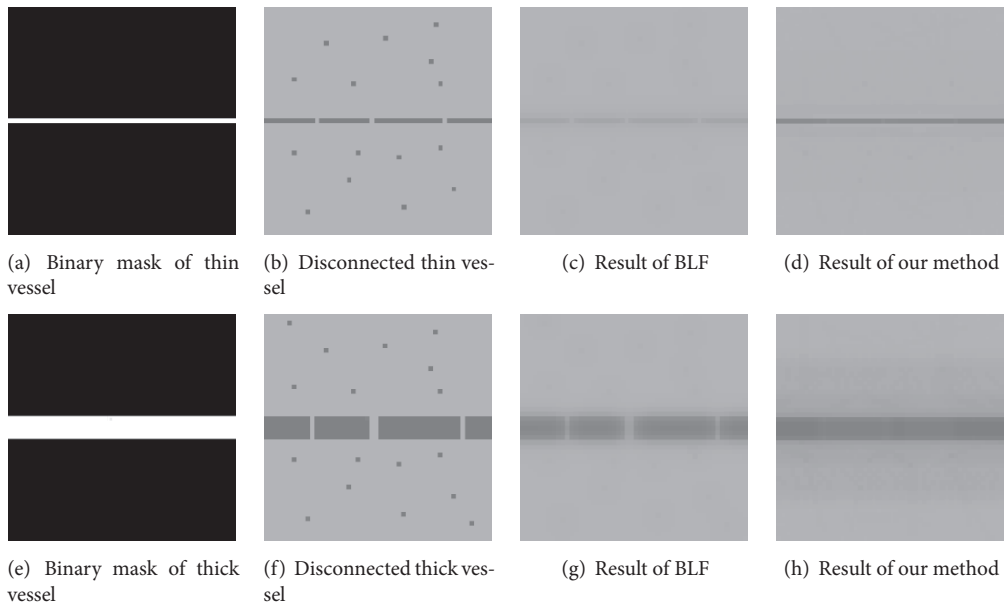 (a) Binary mask of thin vessel
(b) Disconnected thin ves-
sel
(c) Result of BLF
(d) Result of our method
(e) Binary mask of thick vessel
(f) Disconnected thick ves-
sel
(g) Result of BLF
(h) Result of our method